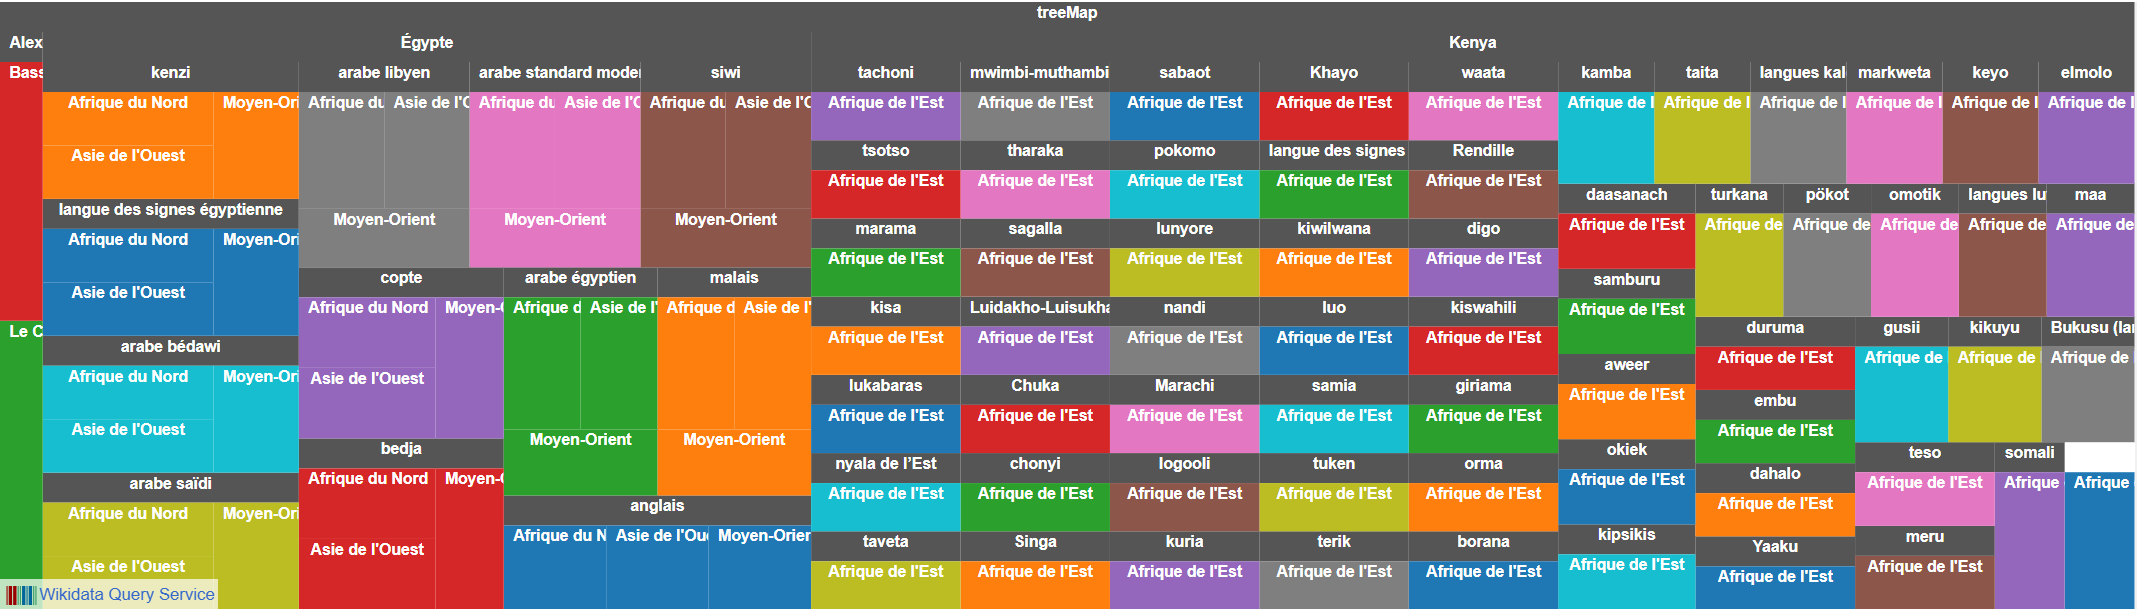 treeMap
Alex
Égypte
Kenya
Bass
kenzi
arabe libyen
arabe standard moder
siwi
tachoni
mwimbi-muthambi
sabaot
Khayo
waata
kamba
taita
langues kal
markweta
keyo
elmolo
Afrique du Nord
Moyen-Ori
Asie de l'Ouest
Afrique du
Asie de l'O
Moyen-Orient
Afrique du
Asie de l'O
Moyen-Orient
Afrique du
Asie de l'O
Moyen-Orient
Afrique de l'Est
Afrique de l'Est
Afrique de l'Est
Afrique de l'Est
Afrique de l'Est
Afrique de l
Afrique de l
Afrique de l
Afrique de l
Afrique de l
Afrique de l
langue des signes égyptienne
Afrique du Nord
Moyen-Ori
Asie de l'Ouest
tsotso
tharaka
pokomo
langue des signes
Rendille
Afrique de l'Est
Afrique de l'Est
Afrique de l'Est
Afrique de l'Est
Afrique de l'Est
daasanach
turkana
pökot
omotik
langues lu
maa
Afrique de l'Est
Afrique de
Afrique de
Afrique de
Afrique de
Afrique de
marama
sagalla
lunyore
kiwilwana
digo
Afrique de l'Est
Afrique de l'Est
Afrique de l'Est
Afrique de l'Est
Afrique de l'Est
copte
arabe égyptien
malais
samburu
Afrique du Nord
Moyen-O
Asie de l'Ouest
Afrique d
Asie de l'
Moyen-Orient
Afrique d
Asie de l'
Moyen-Orient
Afrique de l'Est
kisa
Luidakho-Luisukha
nandi
luo
kiswahili
Afrique de l'Est
Afrique de l'Est
Afrique de l'Est
Afrique de l'Est
Afrique de l'Est
Le C
arabe bédawi
Afrique du Nord
Moyen-Ori
Asie de l'Ouest
duruma
gusii
kikuyu
Bukusu (la
Afrique de l'Est
Afrique de
Afrique de
Afrique de
aweer
Afrique de l'Est
lukabaras
Chuka
Marachi
samia
giriama
Afrique de l'Est
Afrique de l'Est
Afrique de l'Est
Afrique de l'Est
Afrique de l'Est
embu
Afrique de l'Est
bedja
Afrique du Nord
Moyen-O
Asie de l'Ouest
okiek
Afrique de l'Est
teso
somali
Afrique de l'Est
Afrique
Afrique
nyala de l’Est
chonyi
logooli
tuken
orma
Afrique de l'Est
Afrique de l'Est
Afrique de l'Est
Afrique de l'Est
Afrique de l'Est
dahalo
Afrique de l'Est
arabe saïdi
Afrique du Nord
Moyen-Ori
Asie de l'Ouest
anglais
Afrique du N
Asie de l'Ou
Moyen-Orien
kipsikis
Afrique de l'Est
meru
Afrique de l'Est
taveta
Singa
kuria
terik
borana
Afrique de l'Est
Afrique de l'Est
Afrique de l'Est
Afrique de l'Est
Afrique de l'Est
Yaaku
Afrique de l'Est
Wikidata Query Service